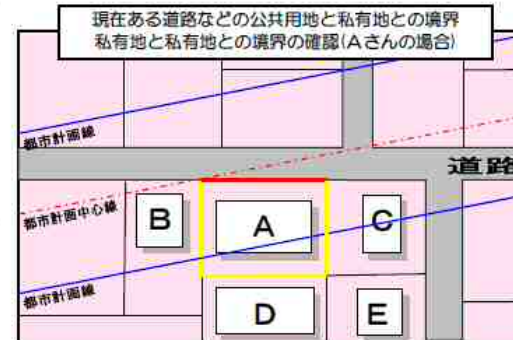 現在ある道路などの公共用地と私有地との境界
私有地と私有地との境界の確認(Aさんの場合)
都市計画線
道路
都市計画中心線
B
A
C
都市計画線
D
E